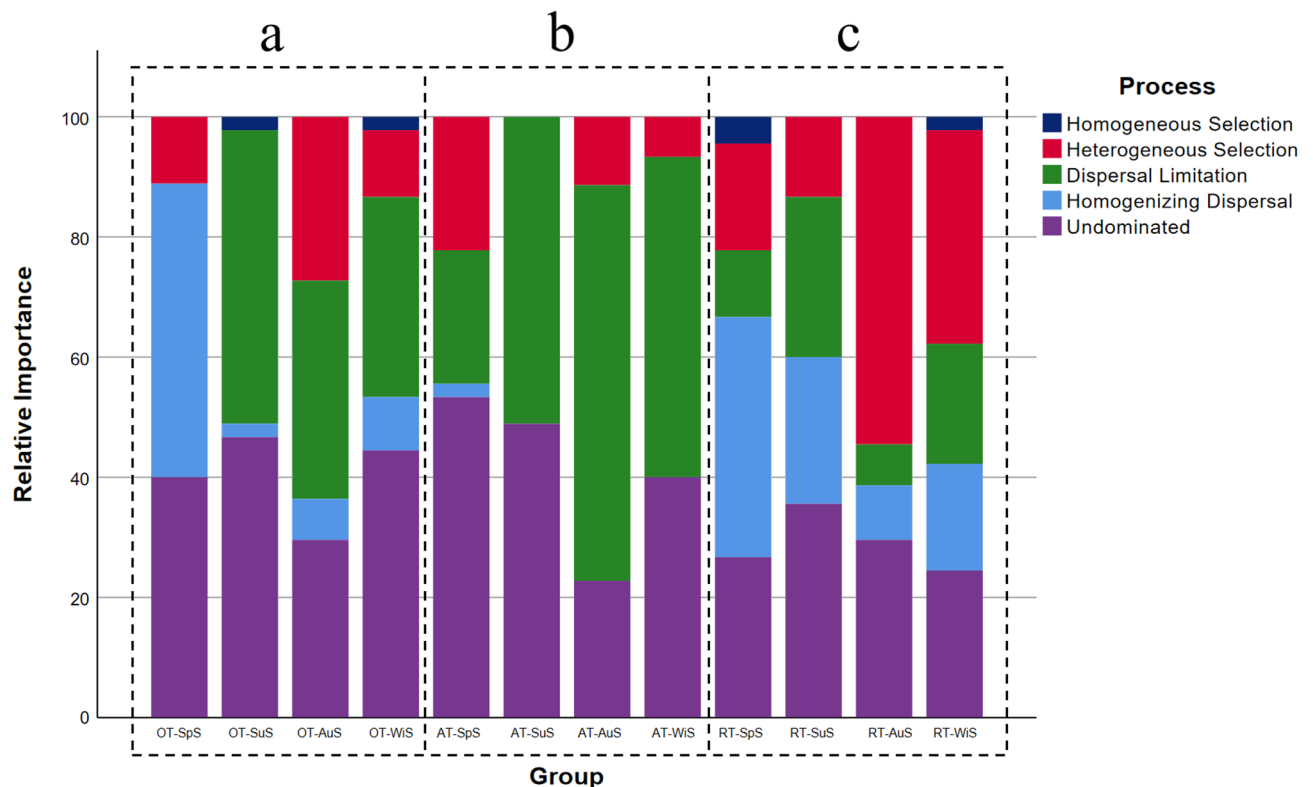 a b c
Process
Homogeneous Selection
Heterogeneous Selection
Dispersal Limitation
Homogenizing Dispersal
Undominated
Relative Importance
100
80
60
40
20
0
OT-SpS OT-SuS OT-AuS OT-WiS AT-SpS AT-SuS AT-AuS AT-WiS RT-SpS RT-SuS RT-AuS RT-WiS
Group